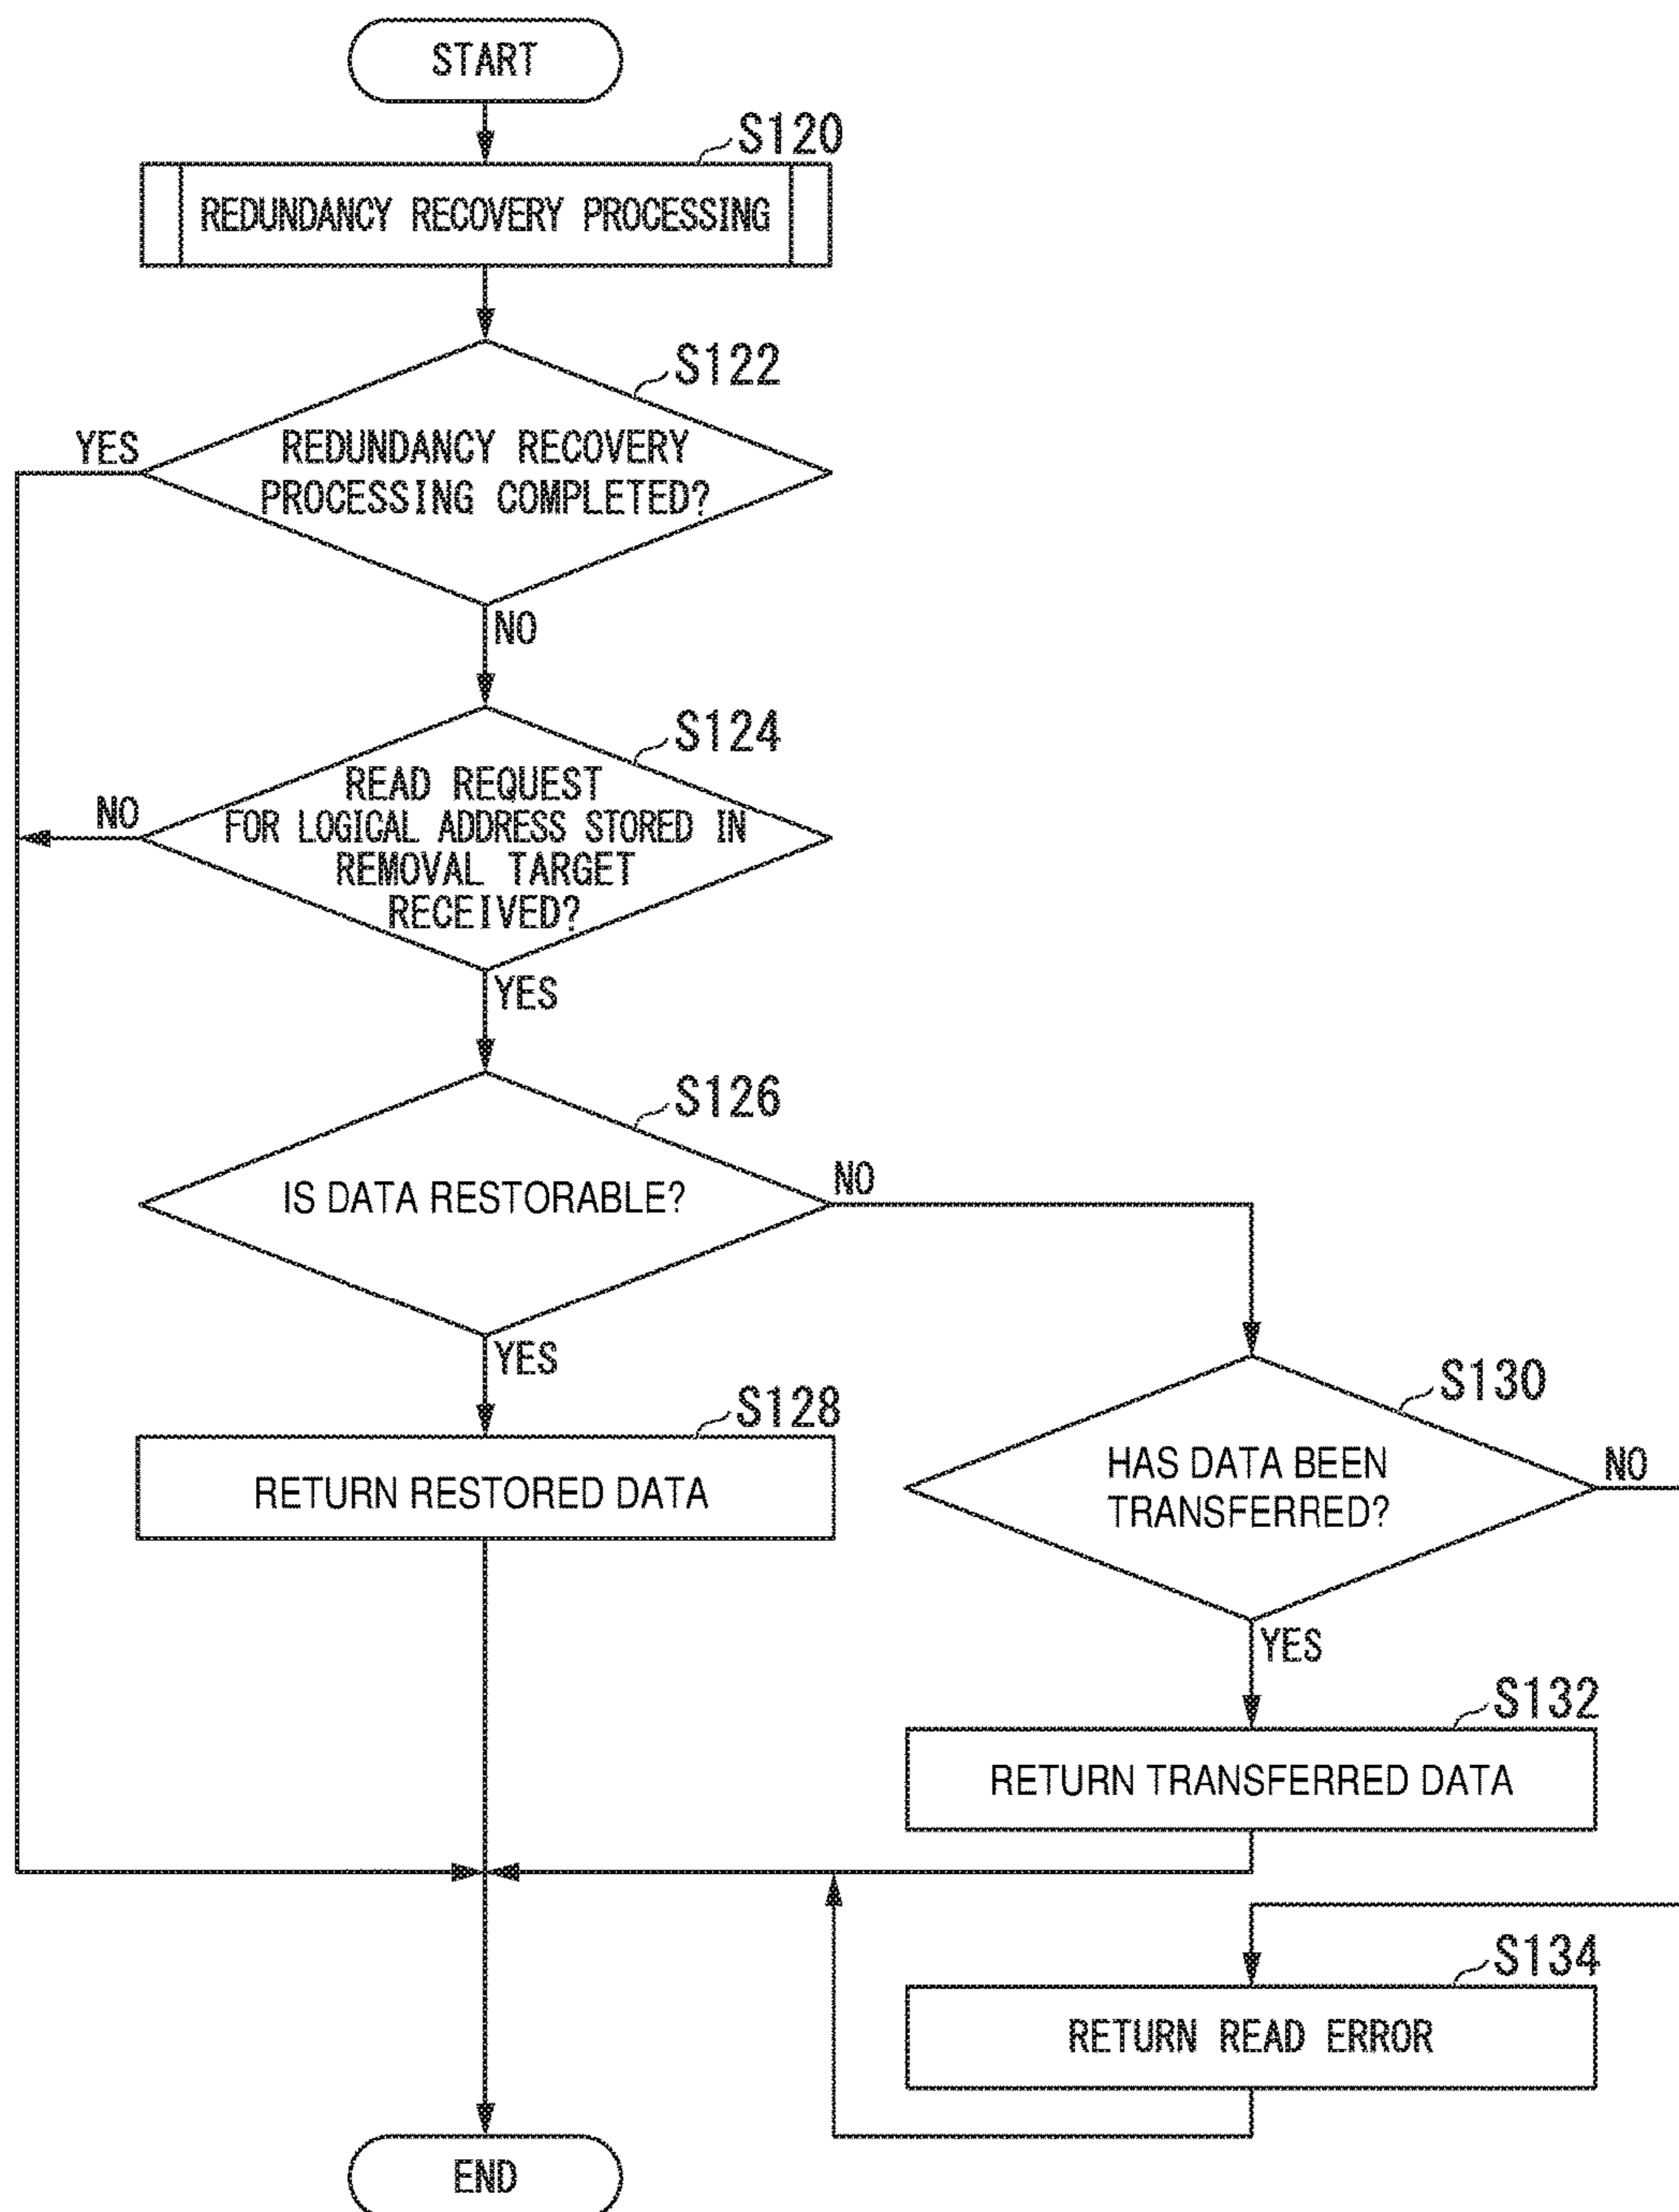 START
S120
REDUNDANCY RECOVERY PROCESSING
S122
YES
REDUNDANCY RECOVERY
PROCESSING COMPLETED?
NO
S124
NO
READ REQUEST
FOR LOGICAL ADDRESS STORED IN
REMOVAL TARGET
RECEIVED?
YES
S126
IS DATA RESTORABLE?
NO
YES
S128
RETURN RESTORED DATA
S130
HAS DATA BEEN
TRANSFERRED?
NO
YES
S132
RETURN TRANSFERRED DATA
S134
RETURN READ ERROR
END